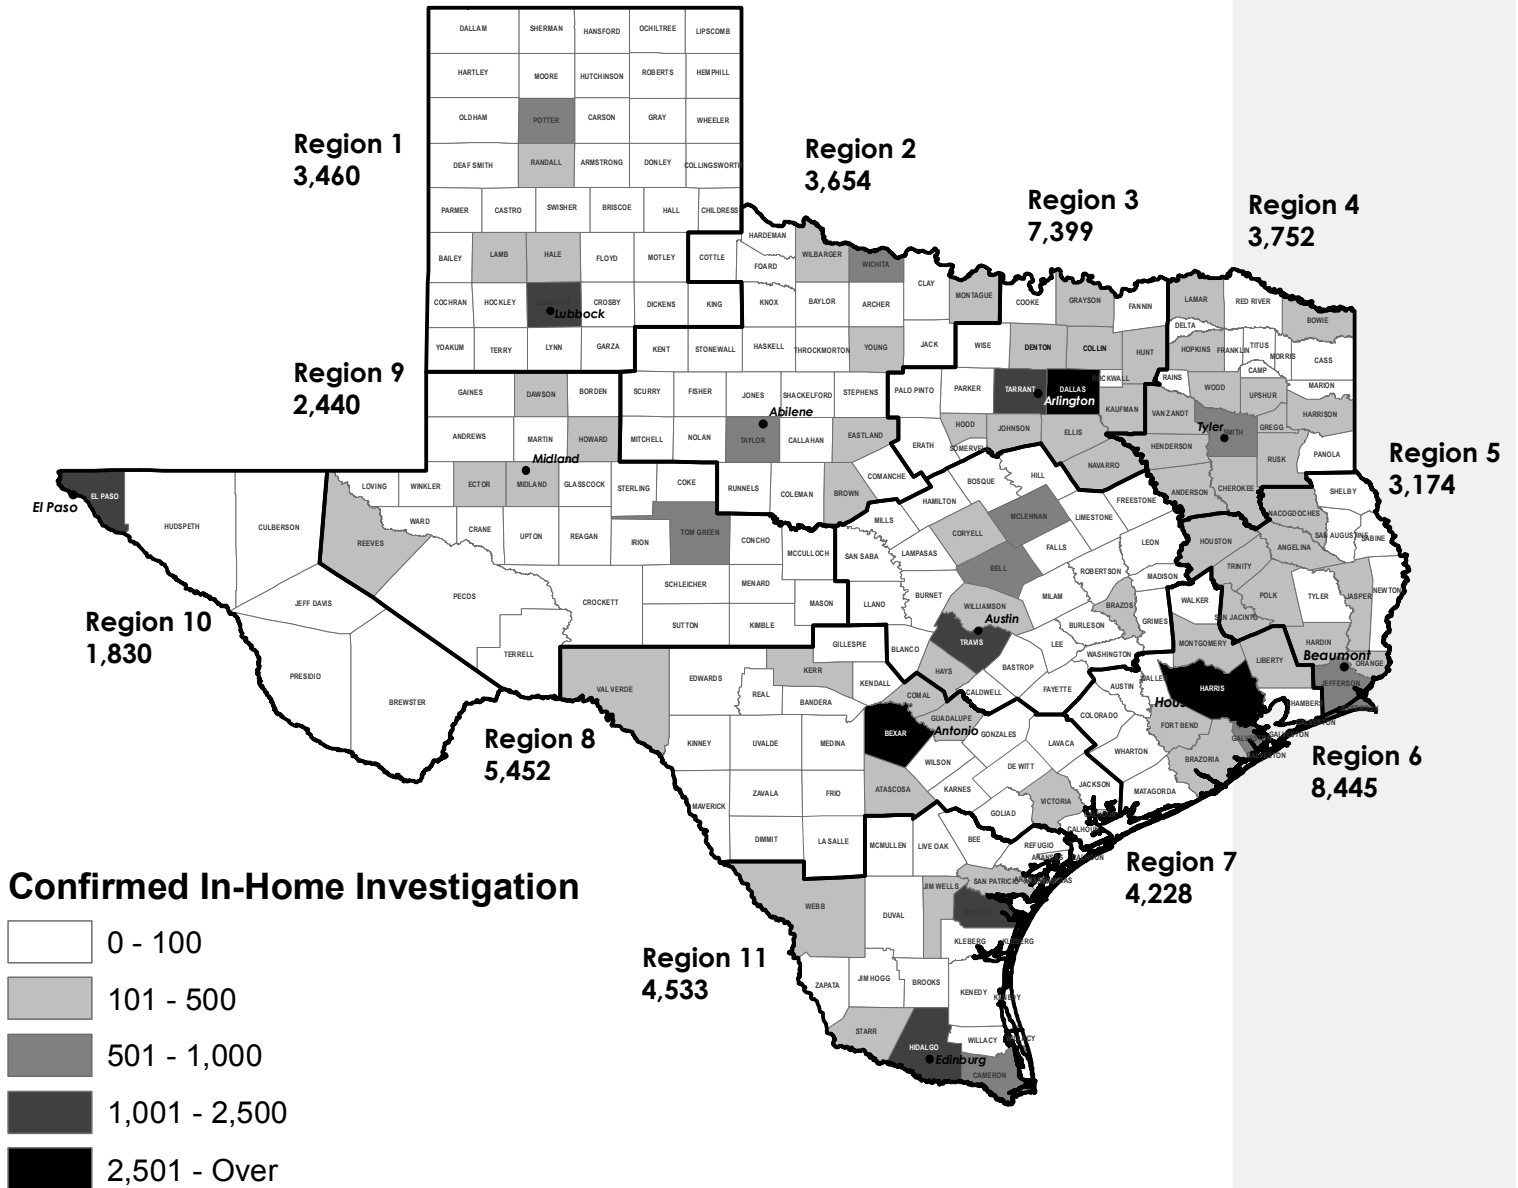 DALLAM SHERMAN HANSFORD OCHILTREE LIPSCOMB
HARTLEY MOORE HUTCHINSON ROBERTS HEMPHILL
OLDHAM POTTER CARSON GRAY WHEELER
Region 1
3,460
DEAF SMITH RANDALL ARMSTRONG DONLEY COLLINGSWORTH
PARMER CASTRO SWISHER BRISCOE HALL CHILDRESS
BAILEY LAMB HALE FLOYD MOTLEY COTTLE
COCHRAN HOCKLEY CROSBY DICKENS KING
Lubbock
YOAKUM TERRY LYNN GARZA
Region 2
3,654
HARDEMAN
FOARD WILBARGER WICHITA
CLAY MONTAGUE
KNOX BAYLOR ARCHER
KENT STONEWALL HASKELL THROCKMORTON YOUNG JACK
SCURRY FISHER JONES SHACKELFORD STEPHENS
Abilene
MITCHELL NOLAN TAYLOR CALLAHAN EASTLAND
RUNNELS COLEMAN BROWN COMANCHE
Region 3
7,399
COOKE GRAYSON FANNIN
WISE DENTON COLLIN HUNT
PALO PINTO PARKER TARRANT DALLAS ROCKWALL
Arlington
KAUFMAN
ERATH HOOD JOHNSON ELLIS
SOMERVELL NAVARRO
Region 4
3,752
LAMAR RED RIVER BOWIE
DELTA
HOPKINS FRANKLIN TITUS MORRIS CASS
CAMP
RAINS WOOD UPSHUR MARION
VAN ZANDT SMITH GREGG HARRISON
Tyler
HENDERSON RUSK PANOLA
ANDERSON CHEROKEE
Region 9
2,440
GAINES DAWSON BORDEN
ANDREWS MARTIN HOWARD
Midland
LOVING WINKLER ECTOR MIDLAND GLASSCOCK STERLING COKE
REEVES WARD CRANE UPTON REAGAN IRION TOM GREEN CONCHO
MCCULLOCH
PECOS CROCKETT SCHLEICHER MENARD
MASON
SUTTON KIMBLE
TERRELL
Region 5
3,174
SHELBY
NACOGDOCHES
SAN AUGUSTINE SABINE
HOUSTON ANGELINA
TRINITY
POLK TYLER JASPER NEWTON
SAN JACINTO
HARDIN
Beaumont
ORANGE
JEFFERSON
El Paso
EL PASO HUDSPETH CULBERSON
JEFF DAVIS
PRESIDIO BREWSTER
Region 10
1,830
BOSQUE HILL
HAMILTON FREESTONE
MILLS MCLENNAN LIMESTONE
CORYELL
SAN SABA LAMPASAS FALLS LEON
BELL ROBERTSON
MADISON
LLANO BURNET MILAM BRAZOS
WILLIAMSON
Austin
TRAVIS BURLESON GRIMES
LEE WASHINGTON
BLANCO HAYS BASTROP
CALDWELL FAYETTE
WALKER
MONTGOMERY LIBERTY
AUSTIN WALLER HARRIS
Hous
CHAMBERS
COLORADO FORT BEND
WHARTON BRAZORIA
MATAGORDA
Region 6
8,445
Region 8
5,452
VAL VERDE EDWARDS KERR GILLESPIE
REAL BANDERA KENDALL
COMAL
GUADALUPE
KINNEY UVALDE MEDINA BEXAR
Antonio
GONZALES LAVACA
WILSON DE WITT
MAVERICK ZAVALA FRIO ATASCOSA KARNES
VICTORIA JACKSON
GOLIAD
DIMMIT LA SALLE
CALHOUN
Region 7
4,228
MCMULLEN LIVE OAK BEE REFUGIO
SAN PATRICIO
WEBB DUVAL JIM WELLS
KLEBERG
Region 11
4,533
ZAPATA JIM HOGG BROOKS KENEDY
STARR HIDALGO WILLACY
Edinburg
CAMERON
Confirmed In-Home Investigation
0 - 100
101 - 500
501 - 1,000
1,001 - 2,500
2,501 - Over